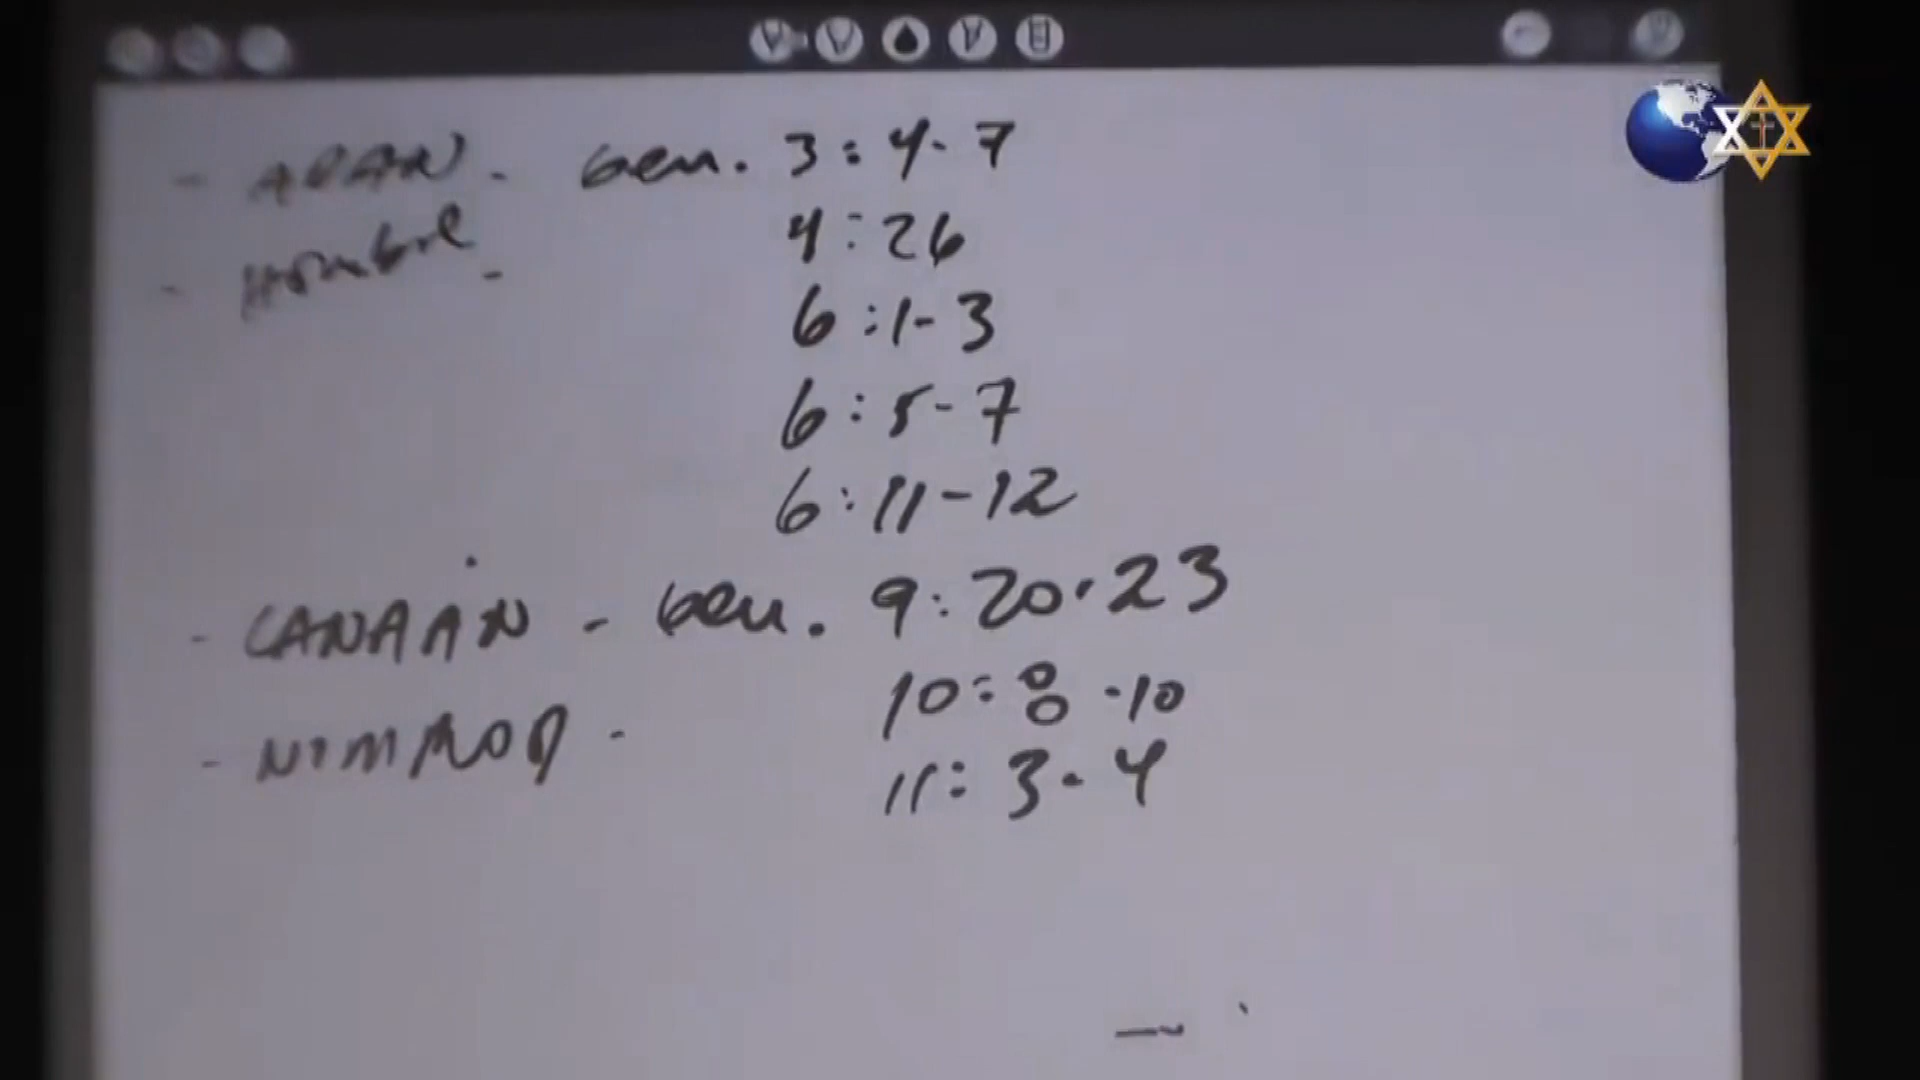 - ADAN - Gen. 3:4-7
- Hombre - 4:26
6:1-3
6:5-7
6:11-12
- CANAAN - Gen. 9:20-23
- NIMROD - 10:8-10
11:3-4